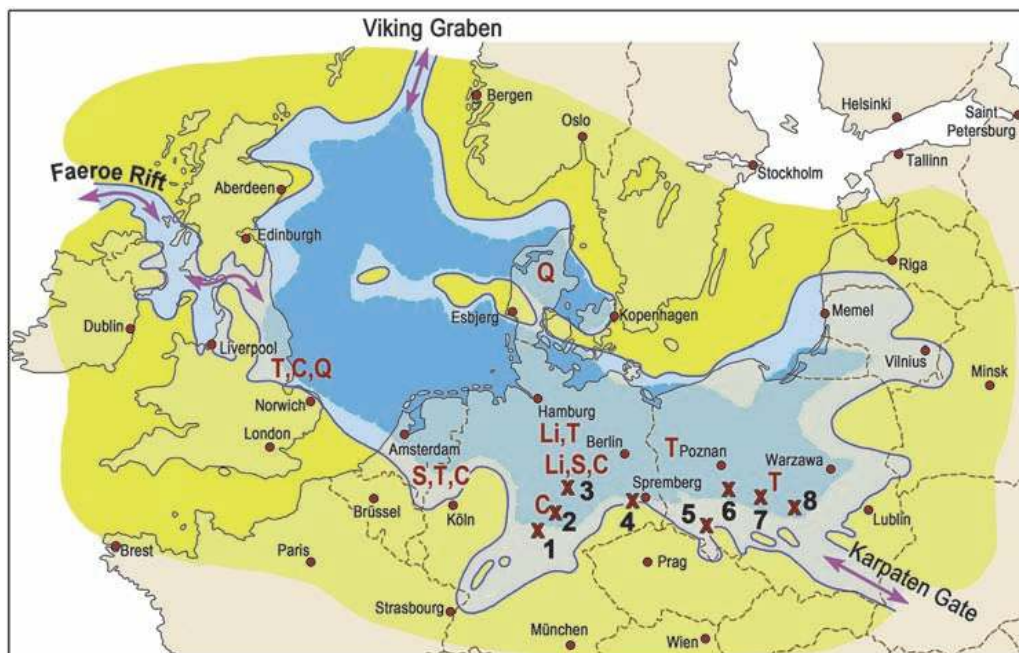 Viking Graben
Bergen
Helsinki
Saint
Petersburg
Oslo
Tallinn
Stockholm
Faeroe Rift
Aberdeen
Edinburgh
Riga
Q
Esbjerg
Kopenhagen
Memel
Dublin
Liverpool
Vilnius
T,C,Q
Minsk
Norwich
Hamburg
London
Amsterdam
Li,T
Berlin
T
Poznan
Warzawa
S,T,C
Li,S,C
T
Brüssel
Köln
C
3
Spremberg
6
7
8
2
4
5
Lublin
1
Brest
Paris
Prag
Karpaten Gate
Strasbourg
München
Wien